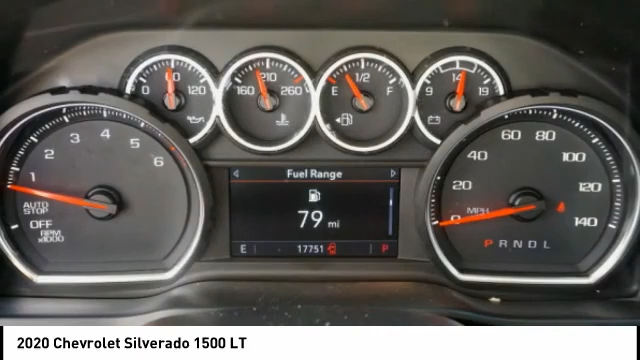 0 60 120
160 210 260
E 1/2 F
9 14 19
1 2 3 4 5 6
AUTO
STOP
OFF
RPM
x1000
Fuel Range
79 mi
E 17751 P
0 20 40 60 80 100 120 140
MPH
P R N D L
2020 Chevrolet Silverado 1500 LT